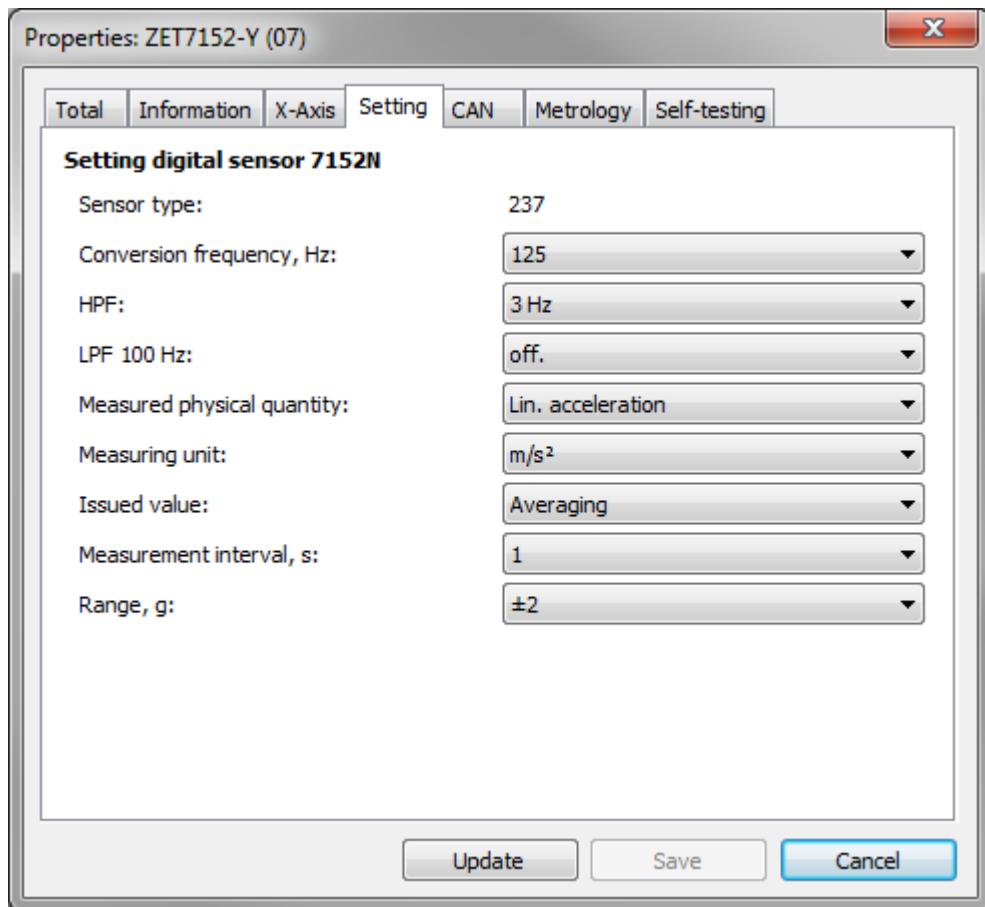 Properties: ZET7152-Y (07)
Total Information X-Axis Setting CAN Metrology Self-testing
Setting digital sensor 7152N
Sensor type: 237
Conversion frequency, Hz: 125
HPF: 3 Hz
LPF 100 Hz: off.
Measured physical quantity: Lin. acceleration
Measuring unit: m/s²
Issued value: Averaging
Measurement interval, s: 1
Range, g: ±2
Update Save Cancel